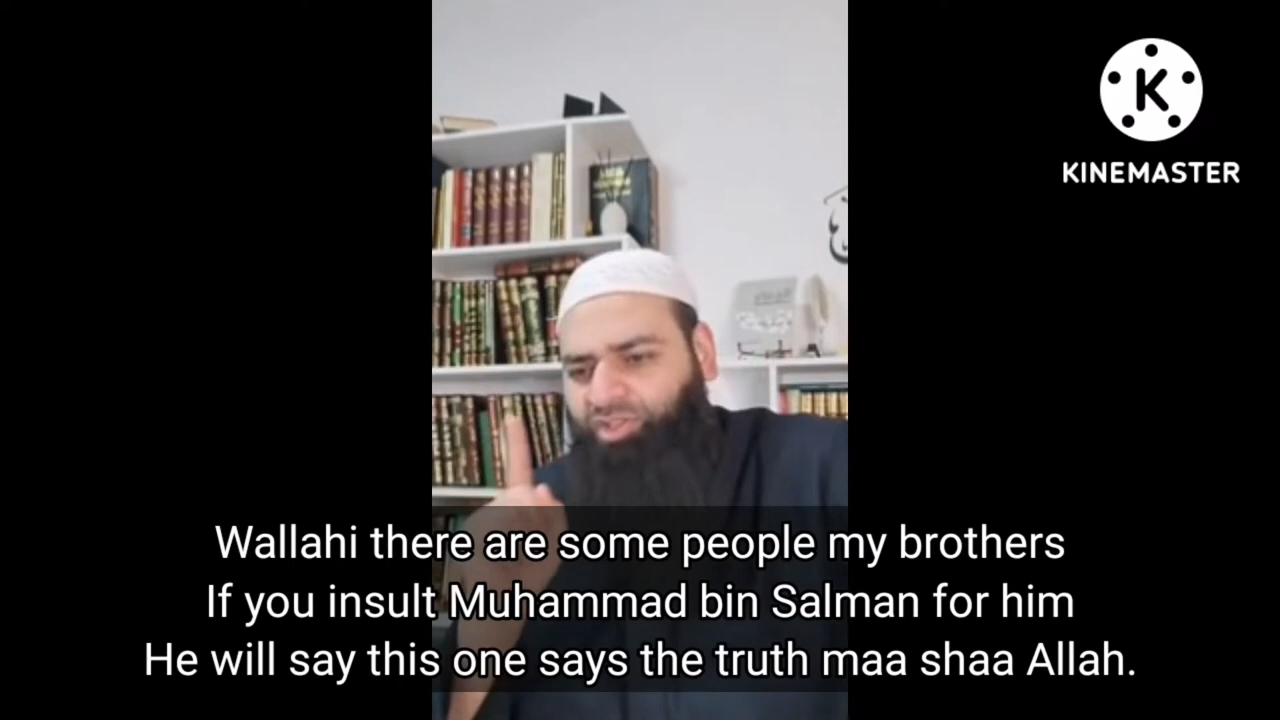 KINEMASTER
Wallahi there are some people my brothers
If you insult Muhammad bin Salman for him
He will say this one says the truth maa shaa Allah.